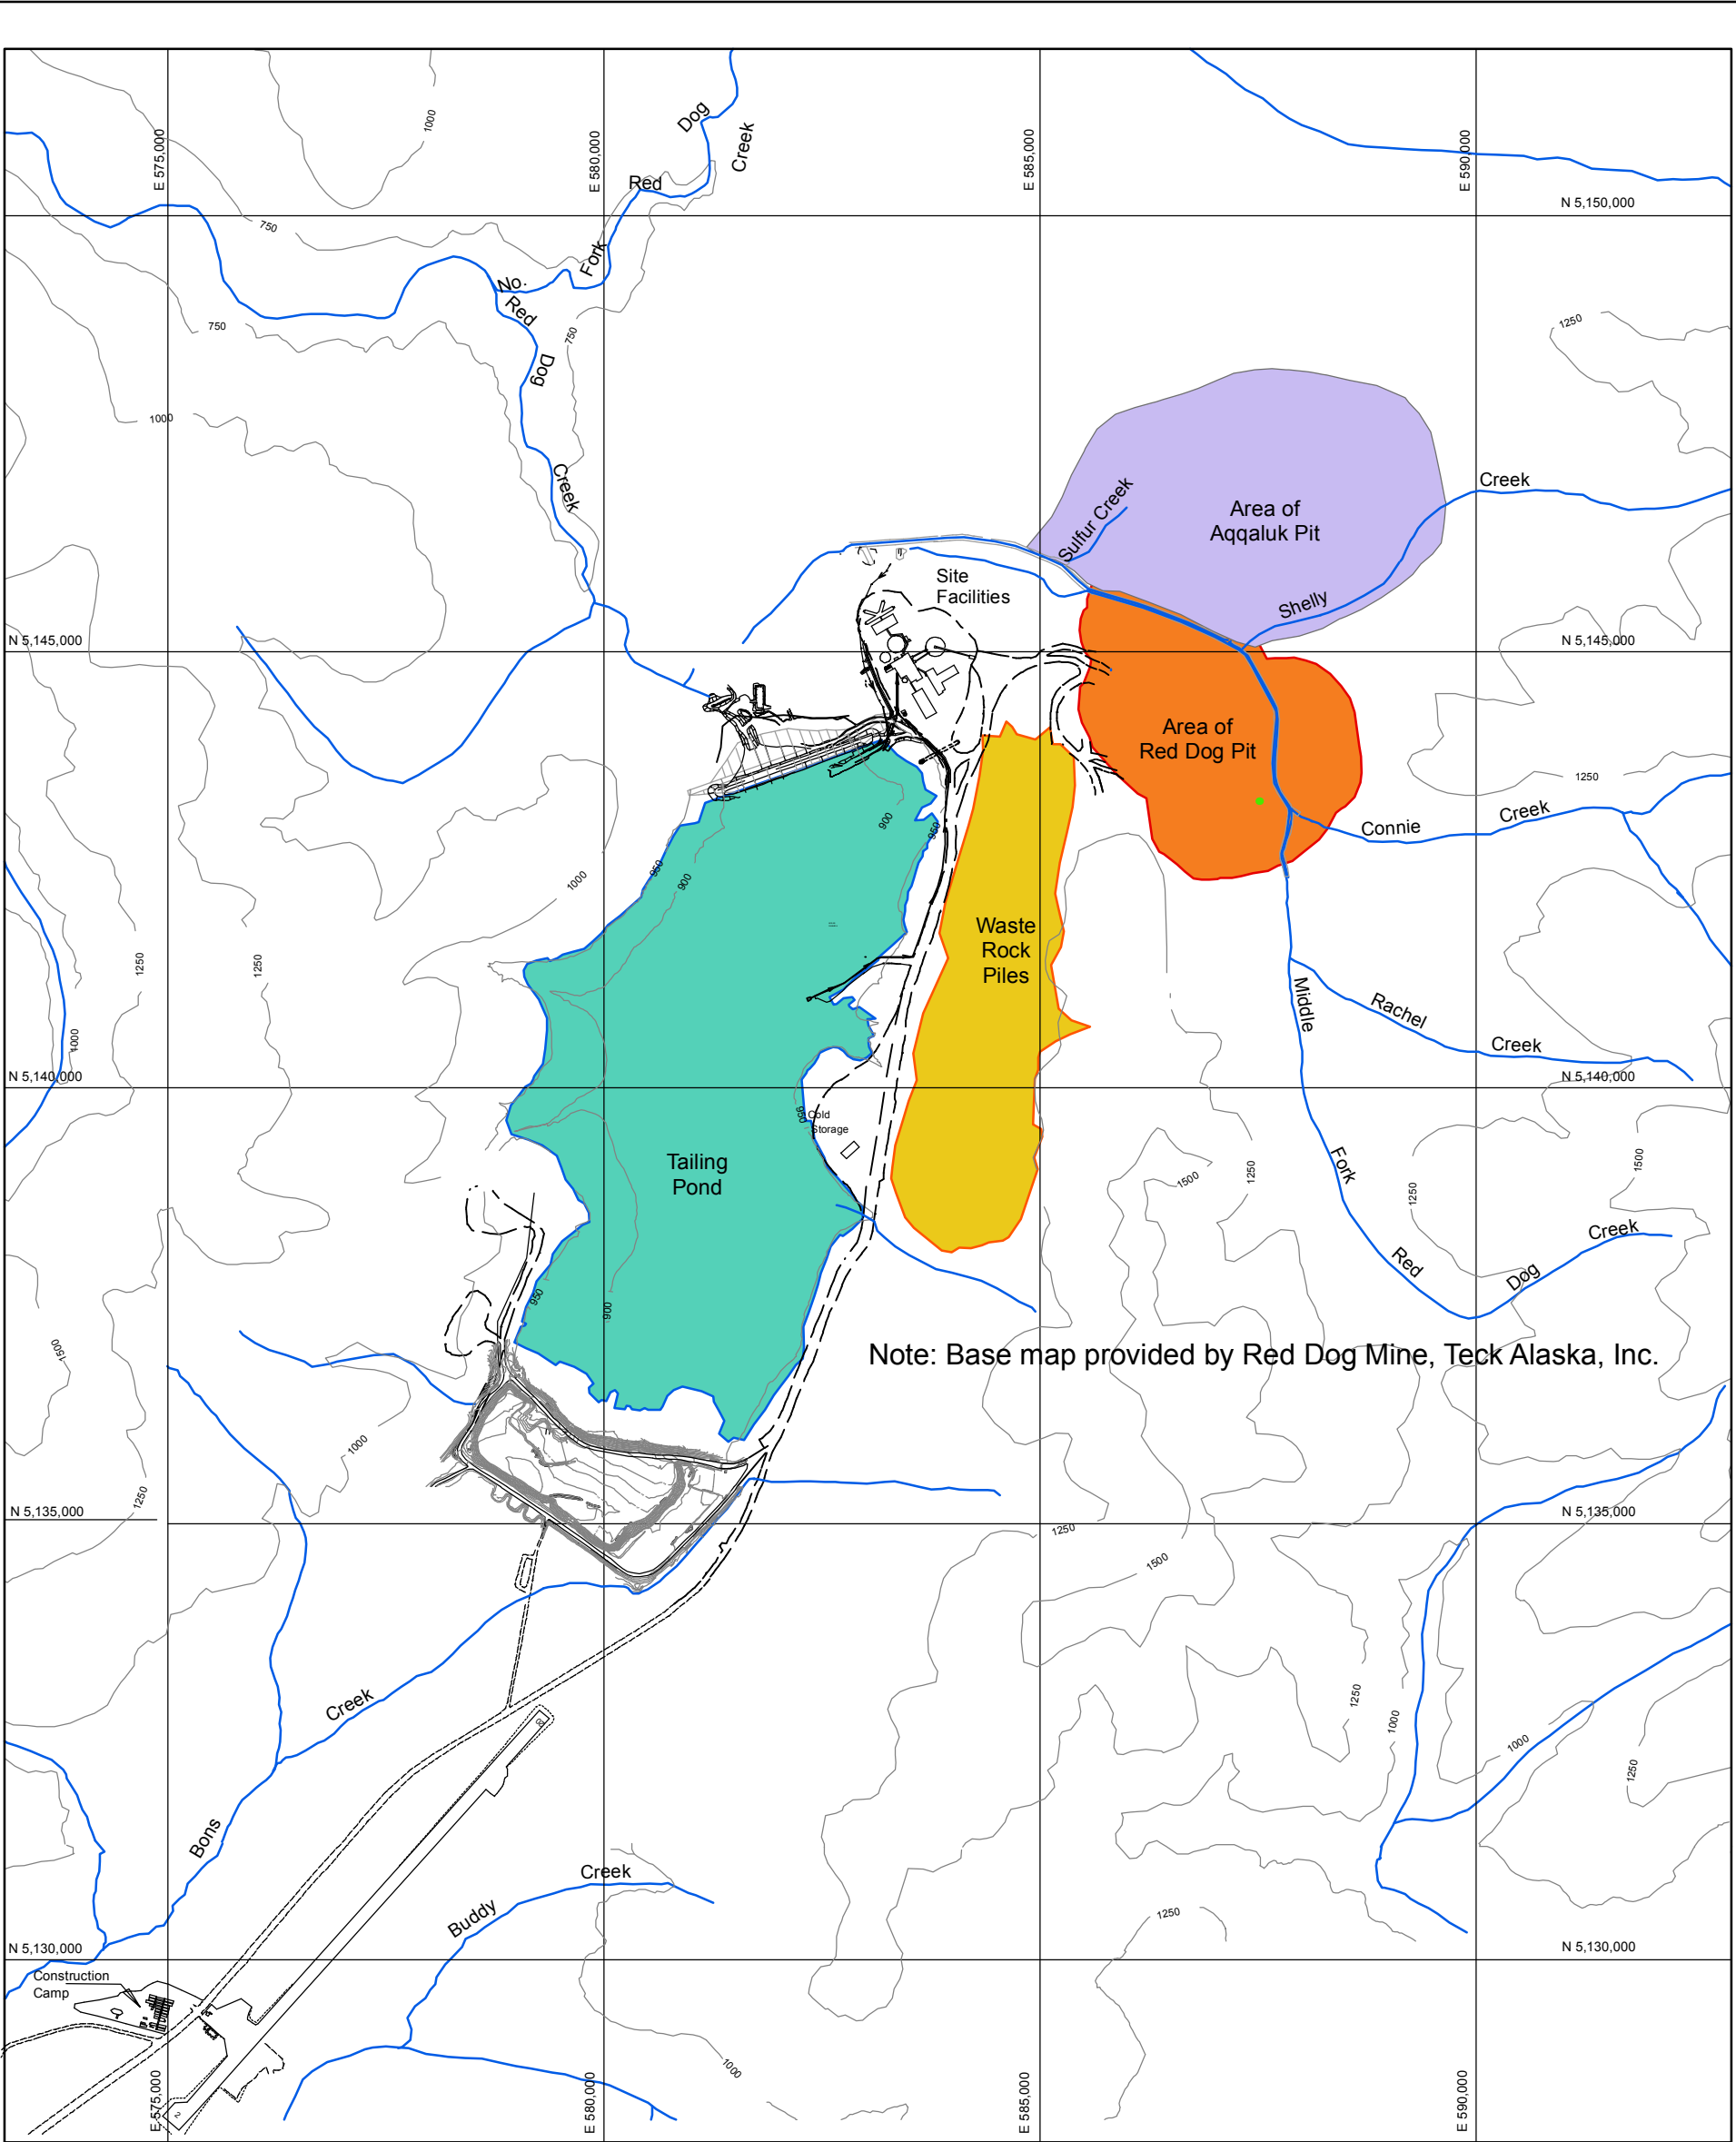 E 575,000
E 580,000
E 585,000
E 590,000
1000
Dog
Creek
Red
N 5,150,000
750
Fork
No.
Red
750
750
Dog
1250
1000
Creek
Creek
Sulfur Creek
Area of
Aqqaluk Pit
Site
Facilities
Shelly
N 5,145,000
N 5,145,000
Area of
Red Dog Pit
1250
900
950
Connie
Creek
950
900
1000
Waste
Rock
Piles
1250
1250
Middle
Rachel
1000
Creek
N 5,140,000
N 5,140,000
950
Cold
Storage
Tailing
Pond
Fork
1500
1250
1250
1500
Creek
Red
Dog
950
900
1500
Note: Base map provided by Red Dog Mine, Teck Alaska, Inc.
1000
1250
N 5,135,000
N 5,135,000
1250
1500
Creek
1250
1000
1000
1250
Bons
Creek
Buddy
1250
N 5,130,000
N 5,130,000
Construction
Camp
1000
2
E 575,000
E 580,000
E 585,000
E 590,000